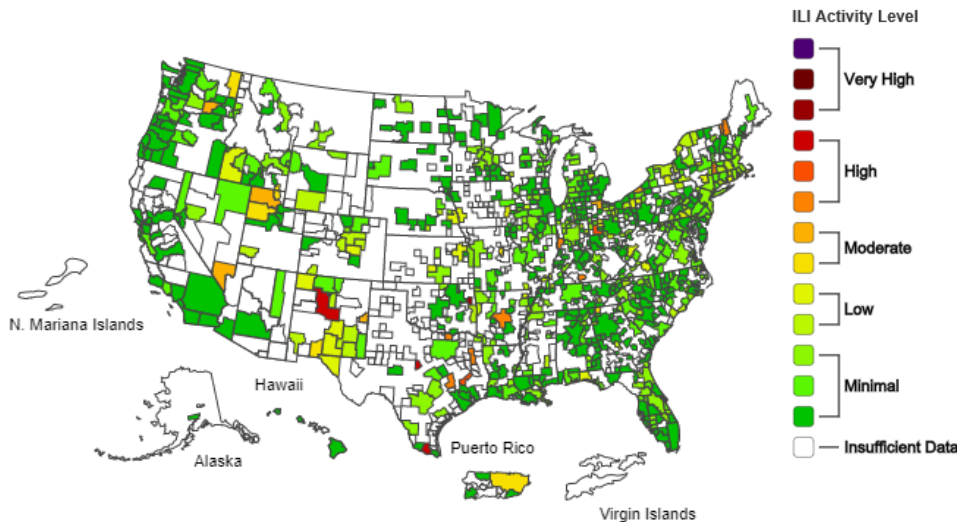 ILI Activity Level
Very High
High
Moderate
Low
Minimal
Insufficient Data
N. Mariana Islands
Hawaii
Alaska
Puerto Rico
Virgin Islands